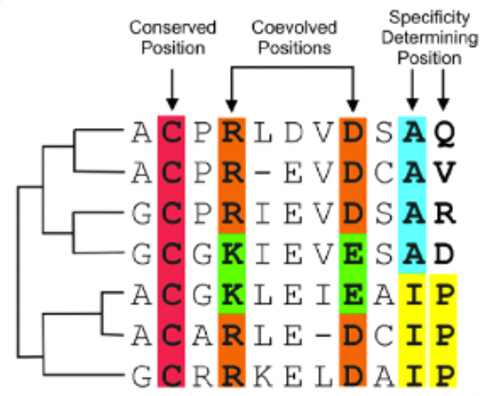 Conserved Position
Coevolved Positions
Specificity Determining Position
A C P R L D V D S A Q
A C P R - E V D C A V
G C P R I E V D S A R
G C G K I E V E S A D
A C G K L E I E A I P
A C A R L E - D C I P
G C R R K E L D A I P